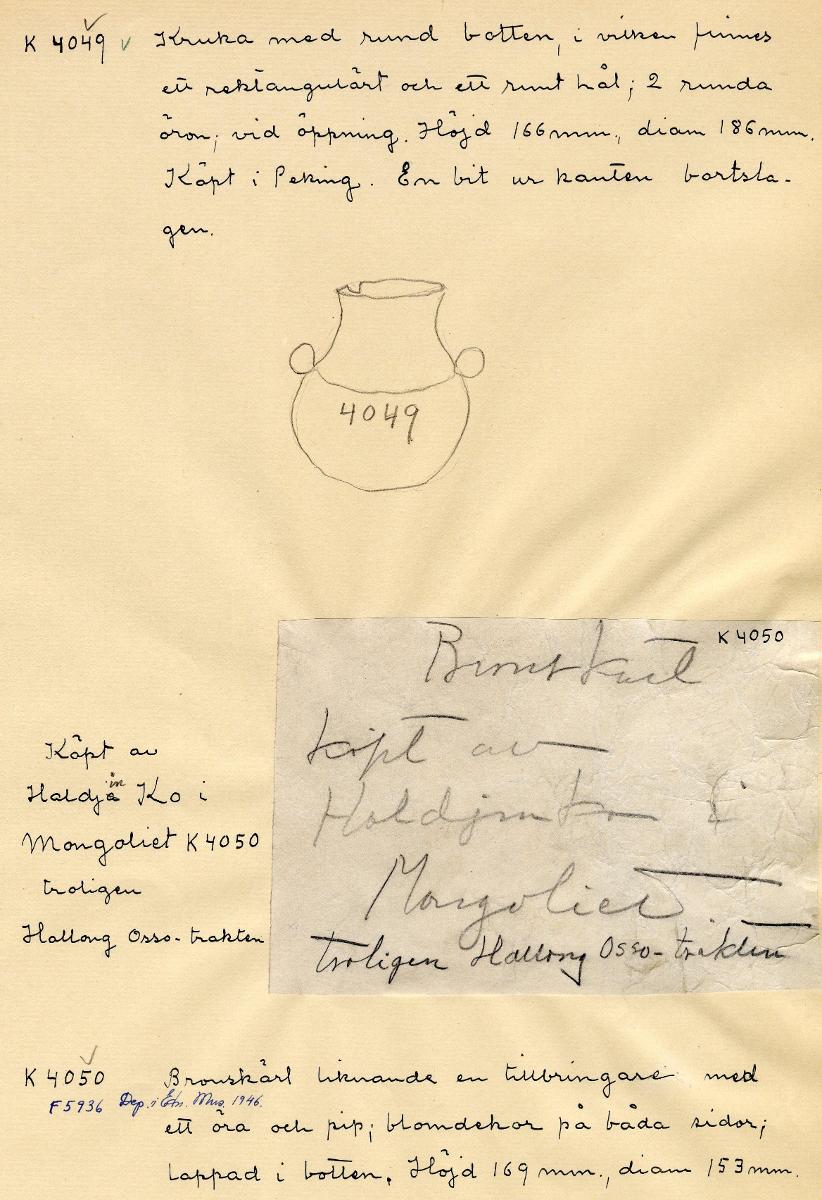 K 4049 Kruka med rund botten, i vilken finnes
ett rektangulärt och ett runt hål; 2 runda
öron; vid öppning. Höjd 166 mm., diam 186 mm.
Köpt i Peking. En bit ur kanten bortsla-
gen.
4049
K 4050
Bronskärl
köpt av
Haldjinko i
Mongoliet
troligen Hallong Osso-trakten
Köpt av
Haldjin Ko i
Mongoliet K 4050
troligen
Hallong Osso-trakten
K 4050 Bronskärl liknande en tillbringare med
F 5936 Dep. i Etn. Mus. 1946.
ett öra och pip; blomdekor på båda sidor;
lappad i botten. Höjd 169 mm., diam 153 mm.